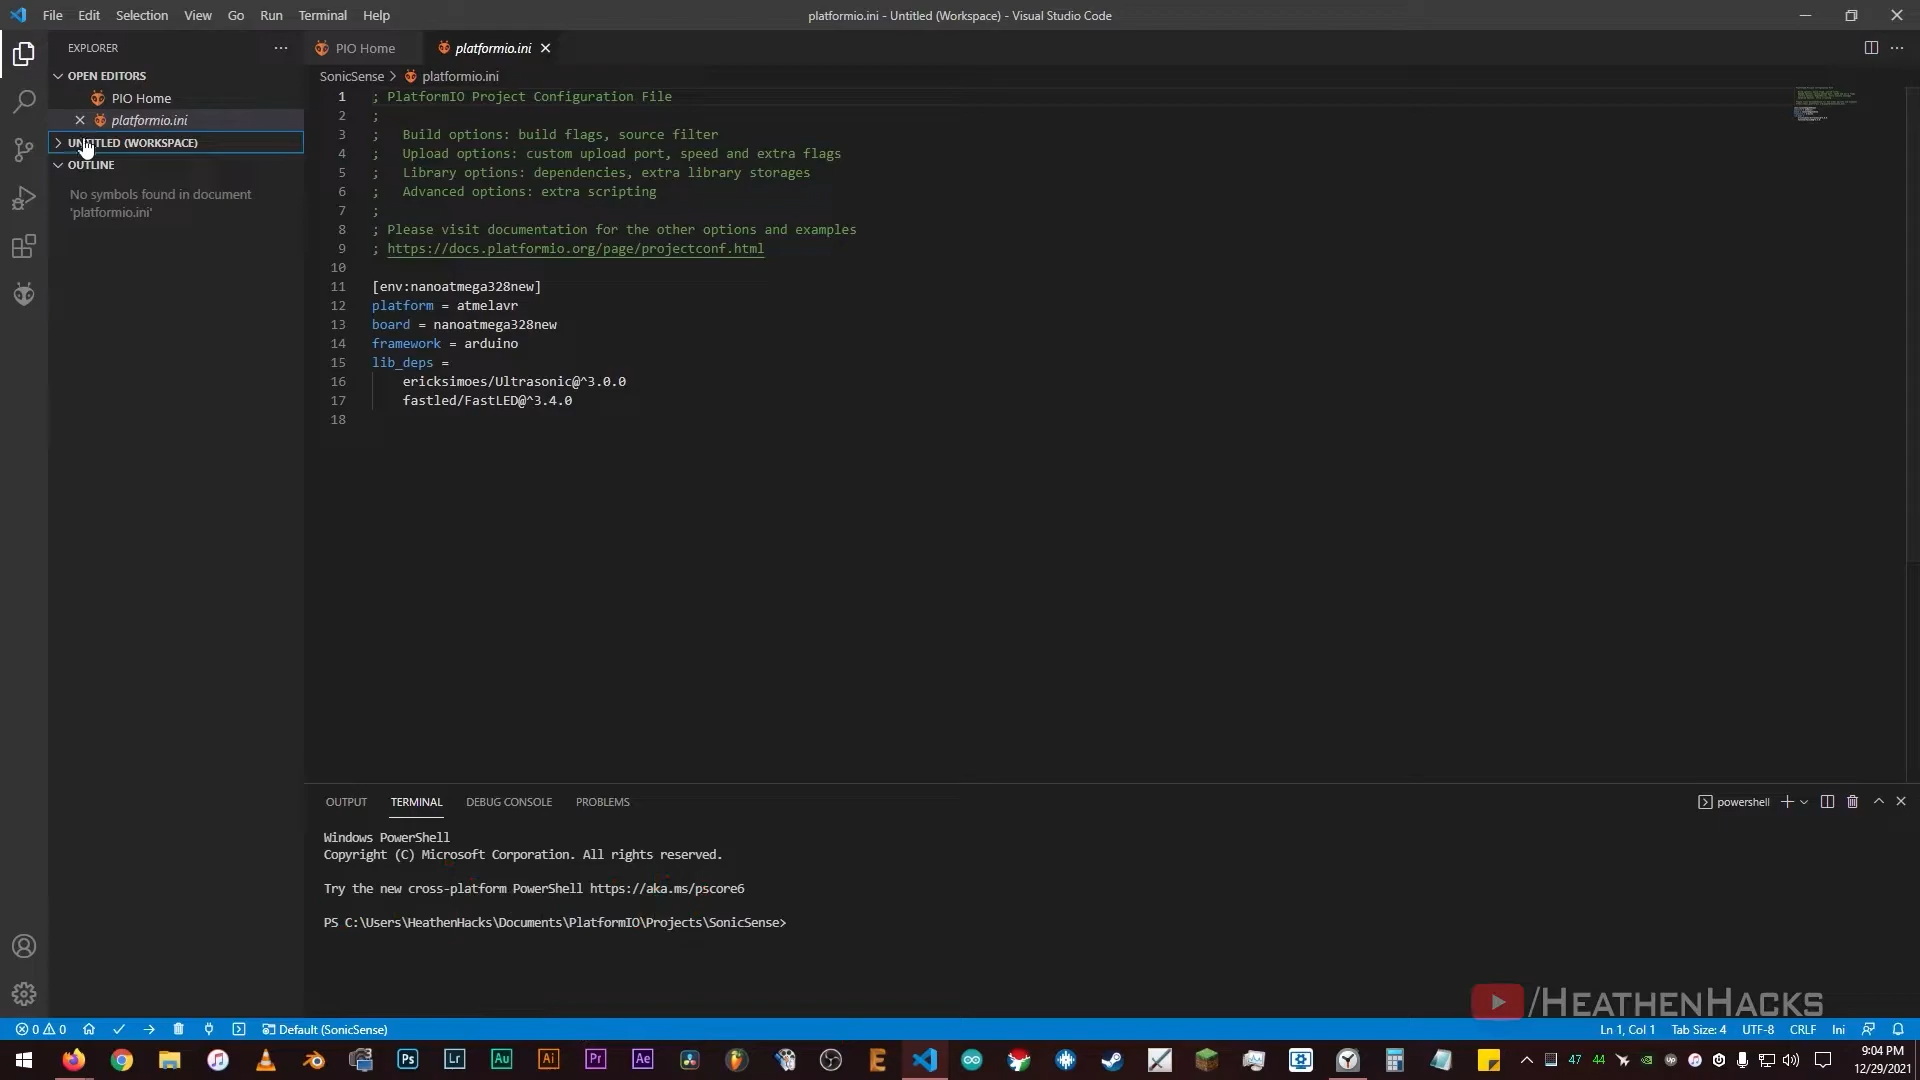 File Edit Selection View Go Run Terminal Help
platformio.ini - Untitled (Workspace) - Visual Studio Code
EXPLORER
OPEN EDITORS
PIO Home
platformio.ini
UNTITLED (WORKSPACE)
OUTLINE
No symbols found in document
'platformio.ini'
PIO Home
platformio.ini
SonicSense > platformio.ini
1 ; PlatformIO Project Configuration File
2 ;
3 ;   Build options: build flags, source filter
4 ;   Upload options: custom upload port, speed and extra flags
5 ;   Library options: dependencies, extra library storages
6 ;   Advanced options: extra scripting
7 ;
8 ; Please visit documentation for the other options and examples
9 ; https://docs.platformio.org/page/projectconf.html
10
11 [env:nanoatmega328new]
12 platform = atmelavr
13 board = nanoatmega328new
14 framework = arduino
15 lib_deps =
16     ericksimoes/Ultrasonic@^3.0.0
17     fastled/FastLED@^3.4.0
18
OUTPUT TERMINAL DEBUG CONSOLE PROBLEMS
powershell
Windows PowerShell
Copyright (C) Microsoft Corporation. All rights reserved.
Try the new cross-platform PowerShell https://aka.ms/pscore6
PS C:\Users\HeathenHacks\Documents\PlatformIO\Projects\SonicSense>
/HEATHENHACKS
0 0
Default (SonicSense)
Ln 1, Col 1 Tab Size: 4 UTF-8 CRLF Ini
Ps Lr Au Ai Pr Ae
47 44
9:04 PM
12/29/2021